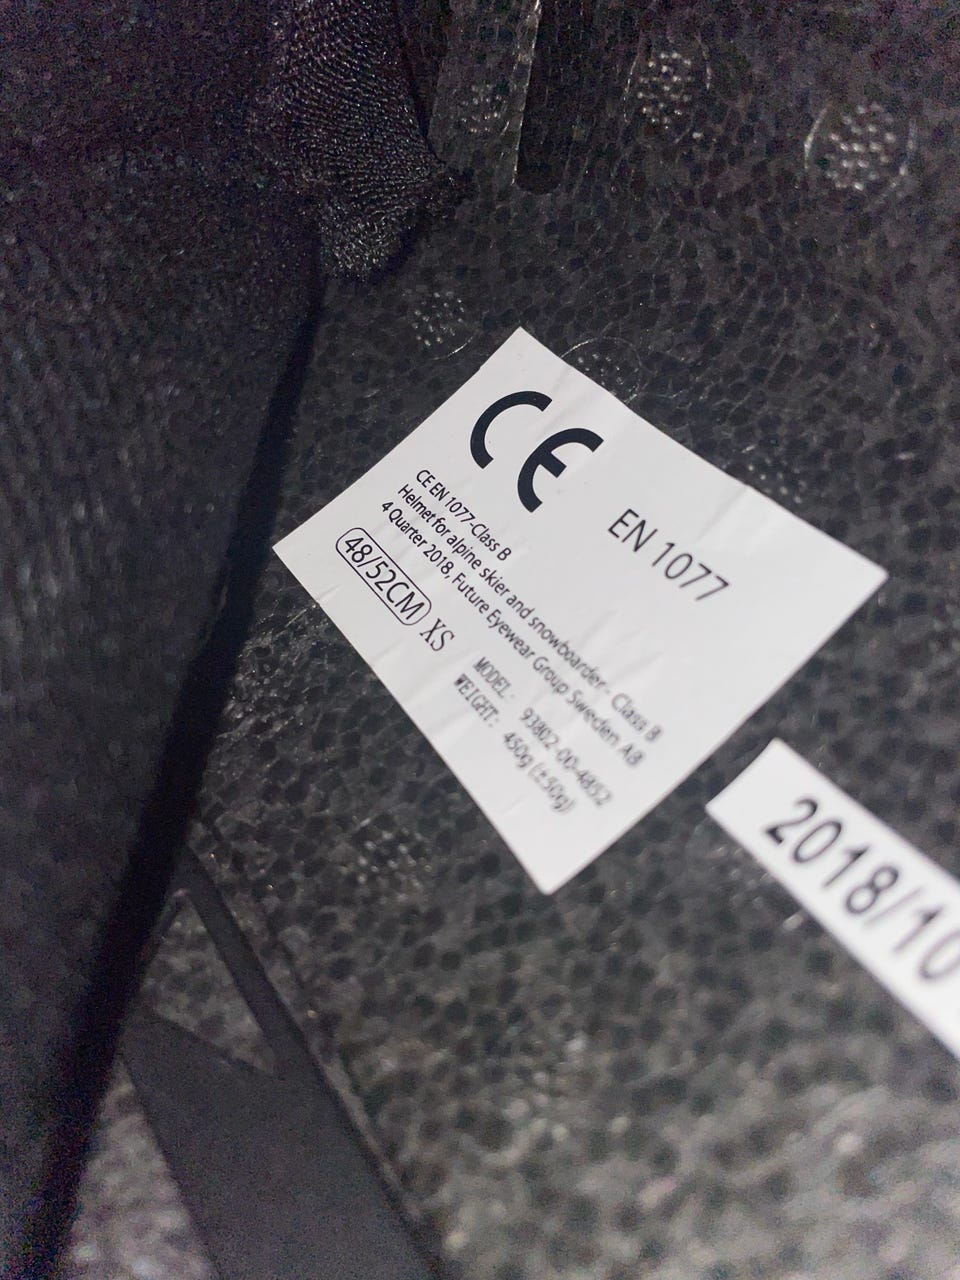 CE
EN 1077
CE EN 1077-Class B
Helmet for alpine skier and snowboarder - Class B
4 Quarter 2018, Future Eyewear Group Sweden AB
48/52CM XS
MODEL: 93802-00-4852
WEIGHT: 450g (±50g)
2018/10